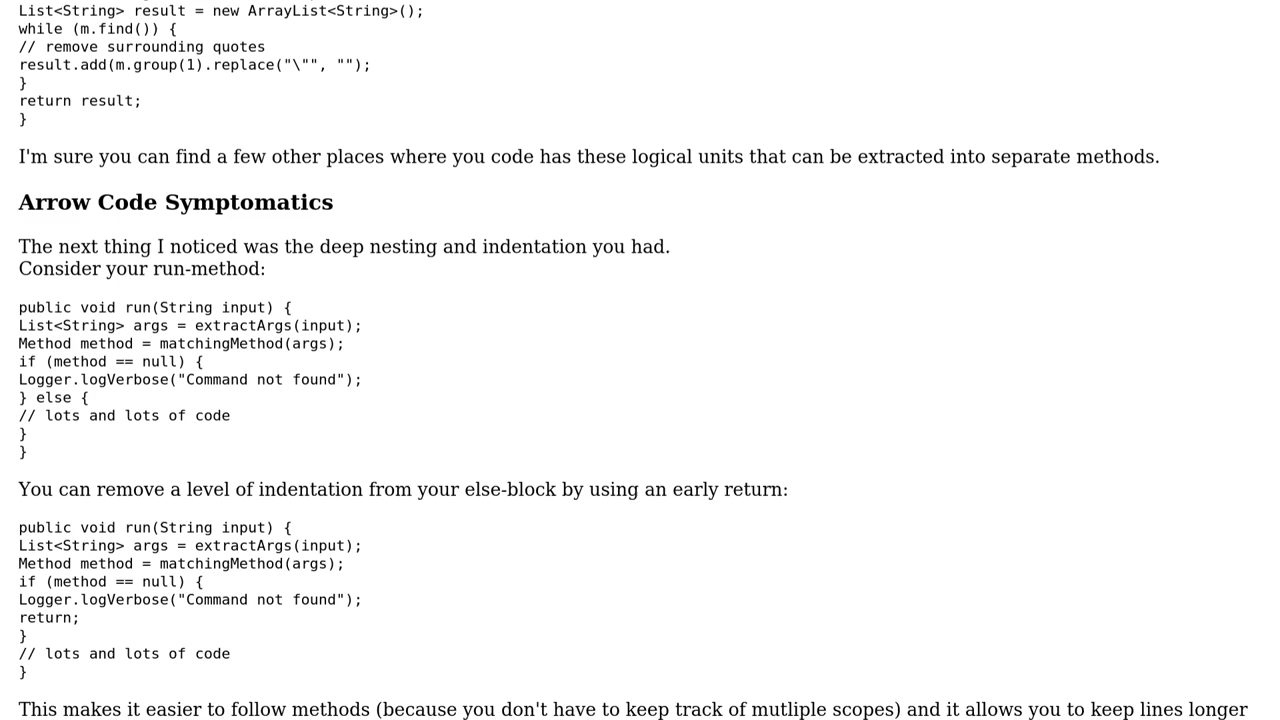 List<String> result = new ArrayList<String>();
while (m.find()) {
// remove surrounding quotes
result.add(m.group(1).replace("\"", "");
}
return result;
}
I'm sure you can find a few other places where you code has these logical units that can be extracted into separate methods.
Arrow Code Symptomatics
The next thing I noticed was the deep nesting and indentation you had.
Consider your run-method:
public void run(String input) {
List<String> args = extractArgs(input);
Method method = matchingMethod(args);
if (method == null) {
Logger.logVerbose("Command not found");
} else {
// lots and lots of code
}
}
You can remove a level of indentation from your else-block by using an early return:
public void run(String input) {
List<String> args = extractArgs(input);
Method method = matchingMethod(args);
if (method == null) {
Logger.logVerbose("Command not found");
return;
}
// lots and lots of code
}
This makes it easier to follow methods (because you don't have to keep track of mutliple scopes) and it allows you to keep lines longer